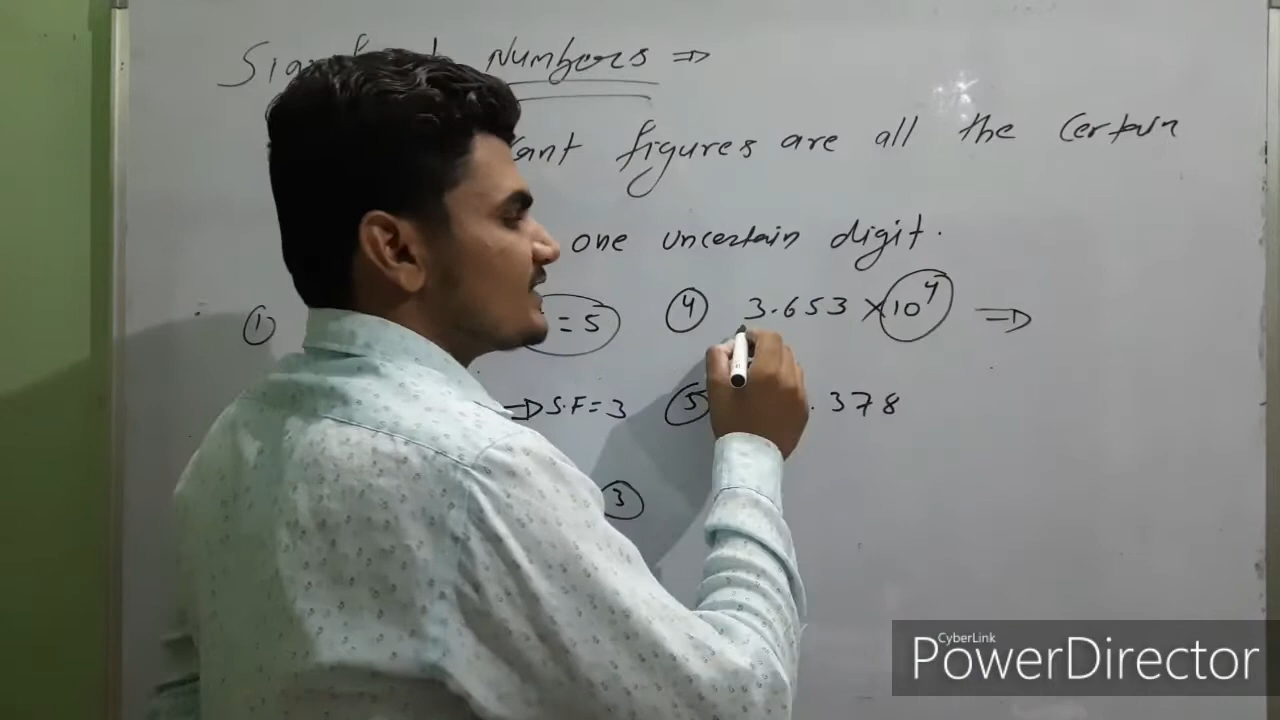 Numbers ⇒
figures are all the Certain
one uncertain digit.
① = 5 ④ 3.653 × 10⁴ ⇒
⇒ S.F = 3 ⑤ . 378
③
CyberLink
PowerDirector